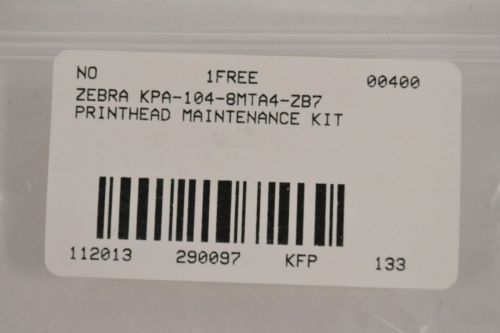 NO 1FREE 00400
ZEBRA KPA-104-8MTA4-ZB7
PRINTHEAD MAINTENANCE KIT
112013 290097 KFP 133